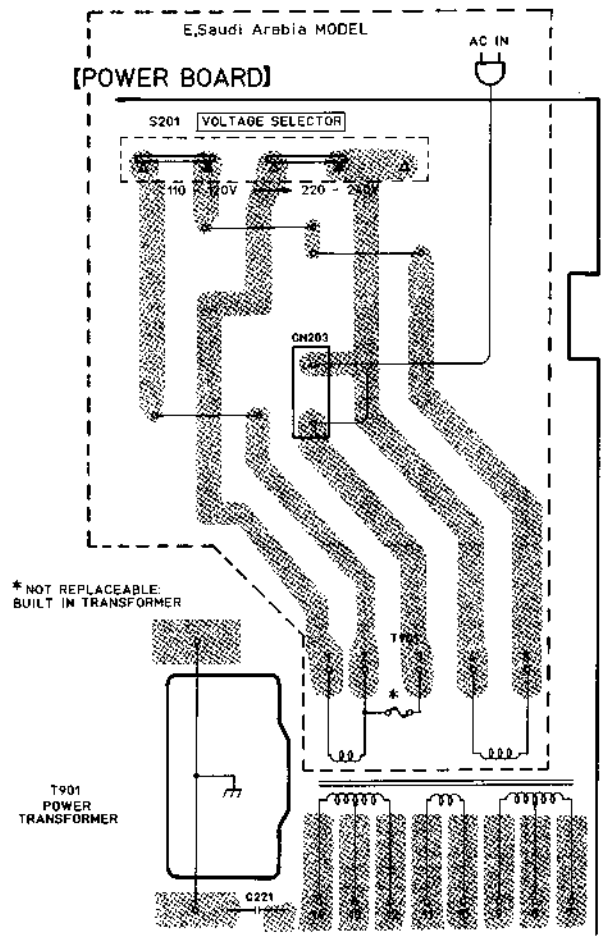 E,Saudi Arabia MODEL
AC IN
[POWER BOARD]
S201 VOLTAGE SELECTOR
110 - 120V 220 - 240V
CN203
* NOT REPLACEABLE:
BUILT IN TRANSFORMER
T901
*
T901
POWER
TRANSFORMER
C221